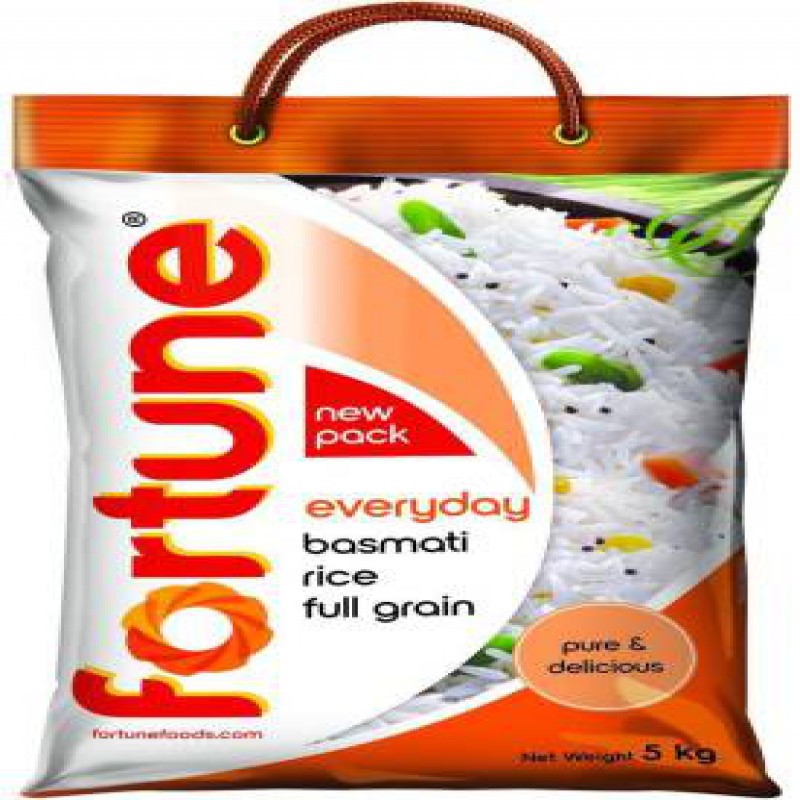 fortune®
new
pack
everyday
basmati
rice
full grain
pure &
delicious
fortunefoods.com
Net Weight 5 kg